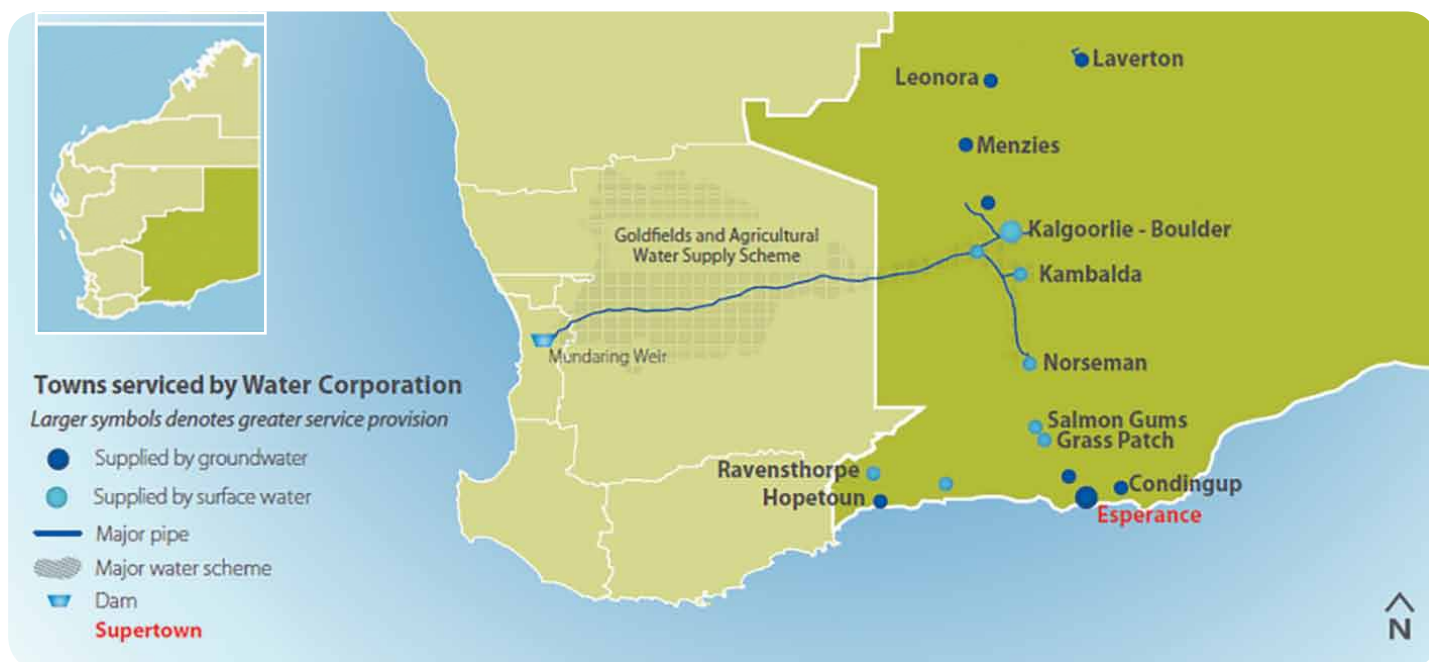 Laverton
Leonora
Menzies
Kalgoorlie - Boulder
Goldfields and Agricultural
Water Supply Scheme
Kambalda
Mundaring Weir
Norseman
Towns serviced by Water Corporation
Larger symbols denotes greater service provision
Salmon Gums
Grass Patch
Supplied by groundwater
Ravensthorpe
Supplied by surface water
Hopetoun
Condingup
Esperance
Major pipe
Major water scheme
Dam
Supertown
N